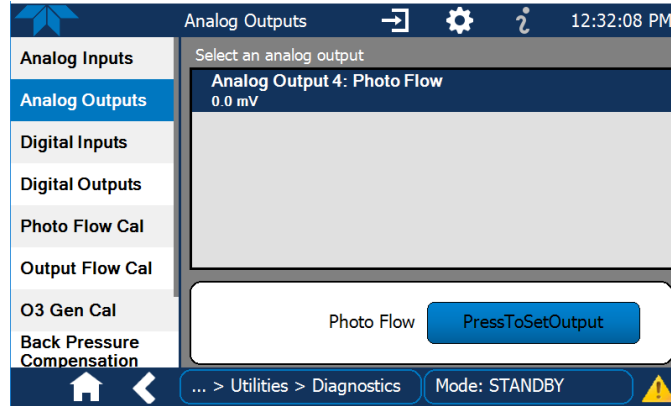 Analog Outputs
12:32:08 PM
Analog Inputs
Analog Outputs
Digital Inputs
Digital Outputs
Photo Flow Cal
Output Flow Cal
O3 Gen Cal
Back Pressure
Compensation
Select an analog output
Analog Output 4: Photo Flow
0.0 mV
Photo Flow
PressToSetOutput
... > Utilities > Diagnostics
Mode: STANDBY